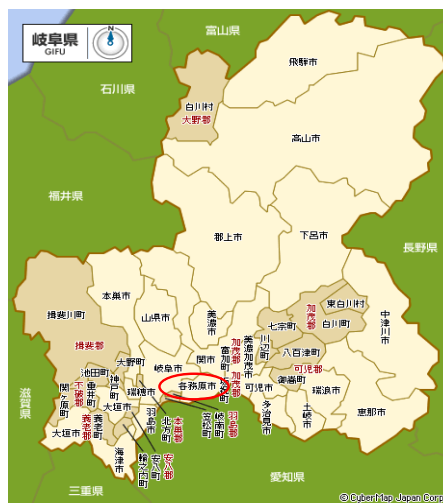 岐阜県
GIFU
富山県
石川県
福井県
長野県
滋賀県
三重県
愛知県
飛騨市
白川村
大野郡
高山市
郡上市
下呂市
本巣市
山県市
美濃市
揖斐川町
揖斐郡
大野町
池田町
岐阜市
関市
富加町
加茂郡
坂祝町
加茂郡
美濃加茂市
川辺町
七宗町
加茂郡
東白川村
白川町
八百津町
可児郡
御嵩町
可児市
多治見市
土岐市
瑞浪市
恵那市
中津川市
各務原市
関ヶ原町
不破郡
垂井町
神戸町
大垣市
瑞穂市
大垣市
養老郡
養老町
海津市
輪之内町
安八町
安八郡
羽島市
北方町
本巣郡
笠松町
岐南町
羽島郡
© CyberMap Japan Corp